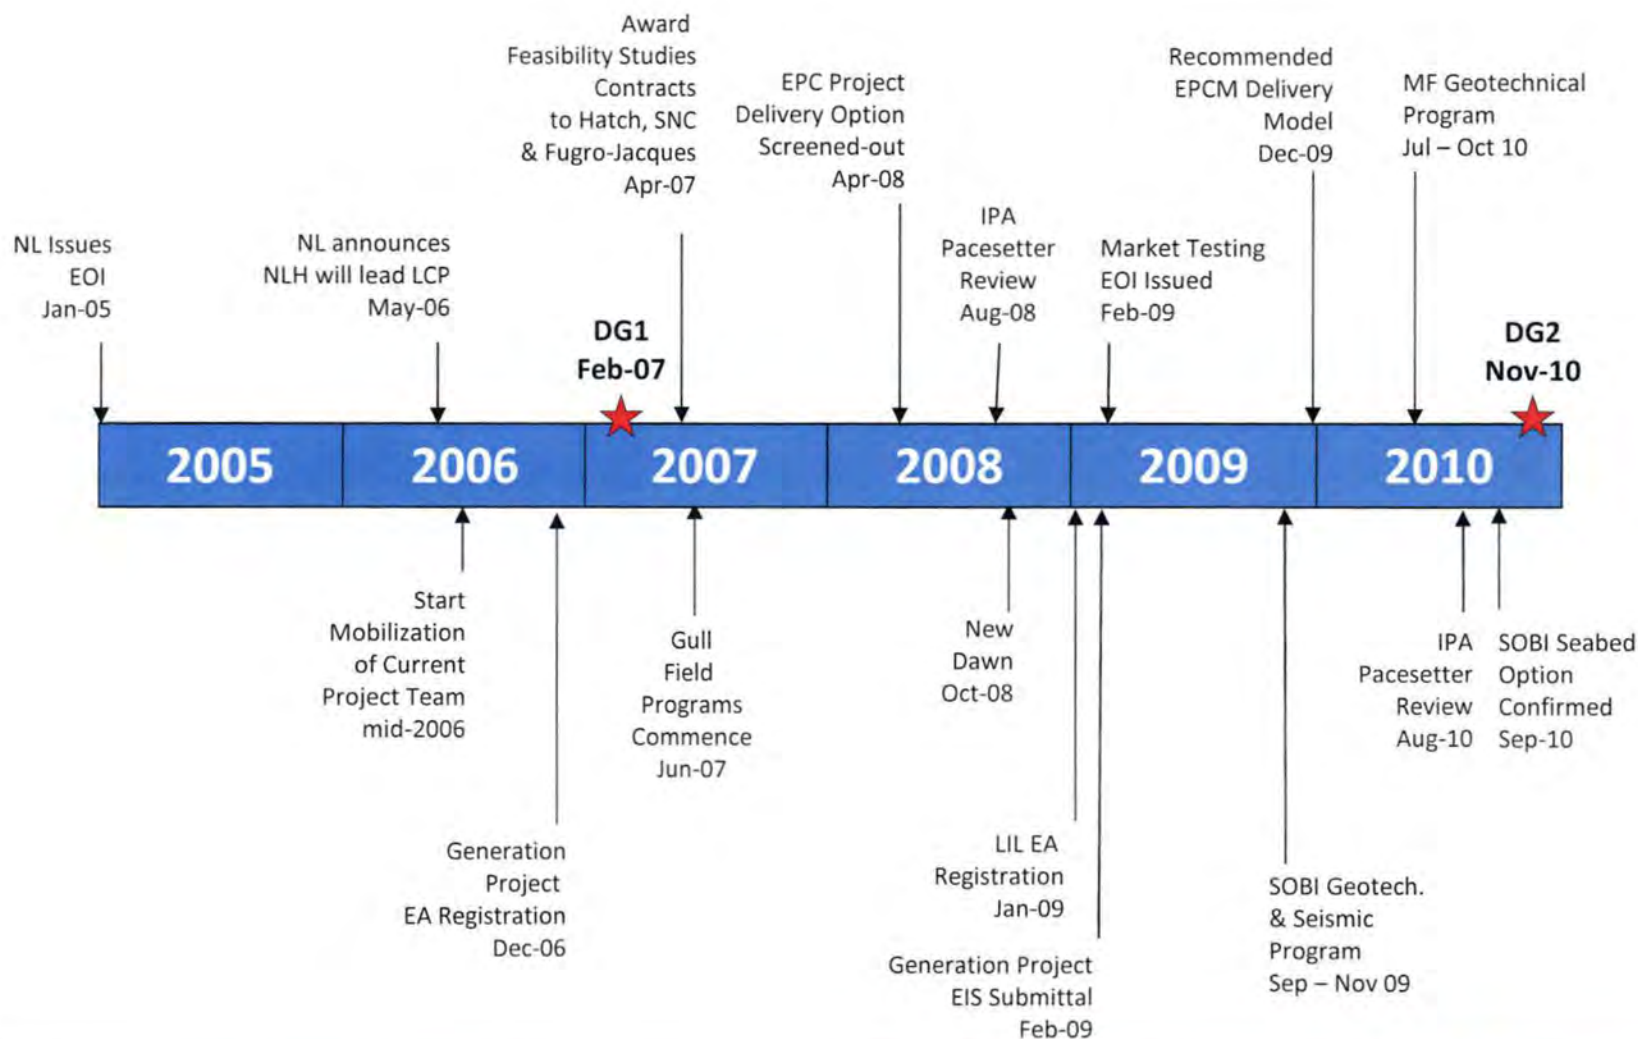 Award
Feasibility Studies
Contracts
to Hatch, SNC
& Fugro-Jacques
Apr-07
EPC Project
Delivery Option
Screened-out
Apr-08
Recommended
EPCM Delivery
Model
Dec-09
MF Geotechnical
Program
Jul – Oct 10
NL Issues
EOI
Jan-05
NL announces
NLH will lead LCP
May-06
IPA
Pacesetter
Review
Aug-08
Market Testing
EOI Issued
Feb-09
DG1
Feb-07
DG2
Nov-10
2005
2006
2007
2008
2009
2010
Start
Mobilization
of Current
Project Team
mid-2006
Gull
Field
Programs
Commence
Jun-07
New
Dawn
Oct-08
IPA
Pacesetter
Review
Aug-10
SOBI Seabed
Option
Confirmed
Sep-10
Generation
Project
EA Registration
Dec-06
LIL EA
Registration
Jan-09
SOBI Geotech.
& Seismic
Program
Sep – Nov 09
Generation Project
EIS Submittal
Feb-09